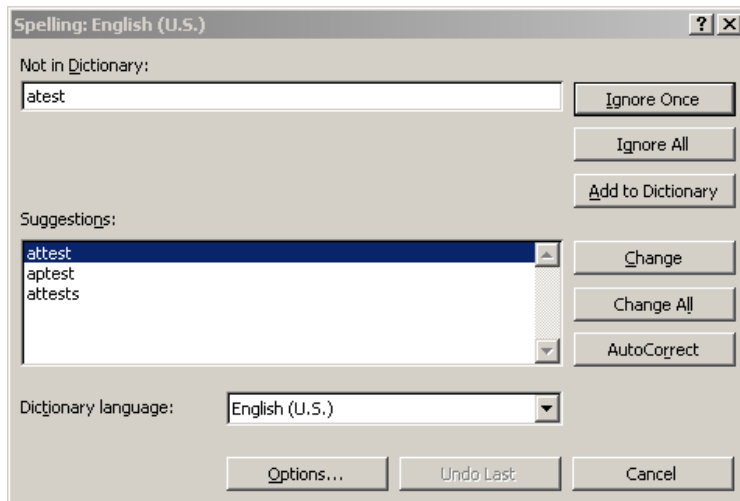 Spelling: English (U.S.)
Not in Dictionary:
atest
Ignore Once
Ignore All
Add to Dictionary
Suggestions:
attest
aptest
attests
Change
Change All
AutoCorrect
Dictionary language:
English (U.S.)
Options...
Undo Last
Cancel